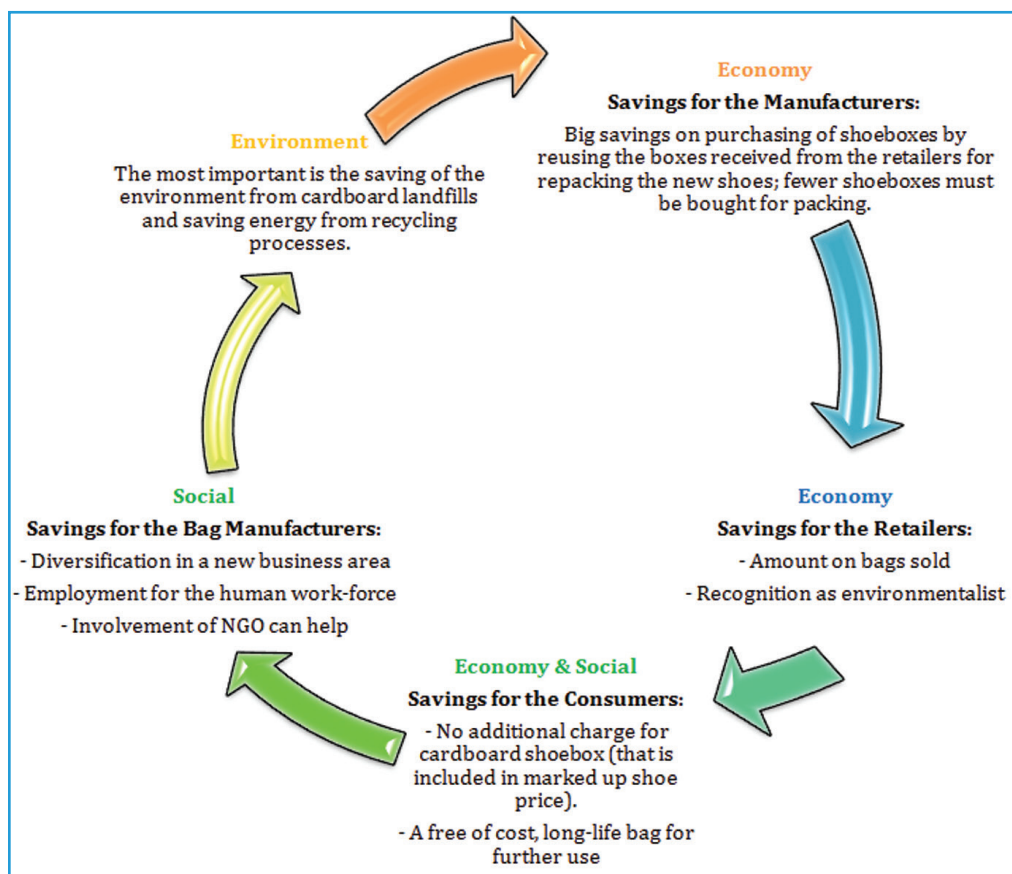 Economy
Savings for the Manufacturers:
Big savings on purchasing of shoeboxes by
reusing the boxes received from the retailers for
repacking the new shoes; fewer shoeboxes must
be bought for packing.
Economy
Savings for the Retailers:
- Amount on bags sold
- Recognition as environmentalist
Economy & Social
Savings for the Consumers:
- No additional charge for
cardboard shoebox (that is
included in marked up shoe
price).
- A free of cost, long-life bag for
further use
Social
Savings for the Bag Manufacturers:
- Diversification in a new business area
- Employment for the human work-force
- Involvement of NGO can help
Environment
The most important is the saving of the
environment from cardboard landfills
and saving energy from recycling
processes.